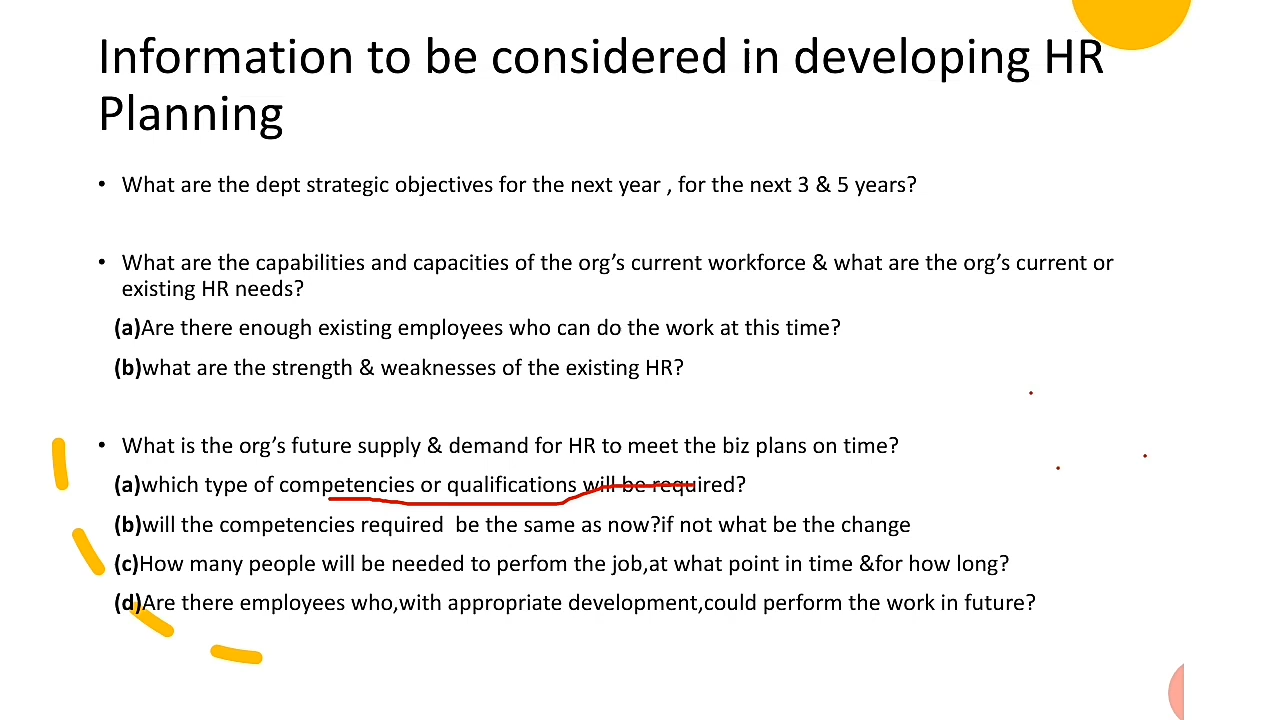 Information to be considered in developing HR
Planning
• What are the dept strategic objectives for the next year , for the next 3 & 5 years?
• What are the capabilities and capacities of the org’s current workforce & what are the org’s current or
existing HR needs?
(a)Are there enough existing employees who can do the work at this time?
(b)what are the strength & weaknesses of the existing HR?
• What is the org’s future supply & demand for HR to meet the biz plans on time?
(a)which type of competencies or qualifications will be required?
(b)will the competencies required  be the same as now?if not what be the change
(c)How many people will be needed to perfom the job,at what point in time &for how long?
(d)Are there employees who,with appropriate development,could perform the work in future?